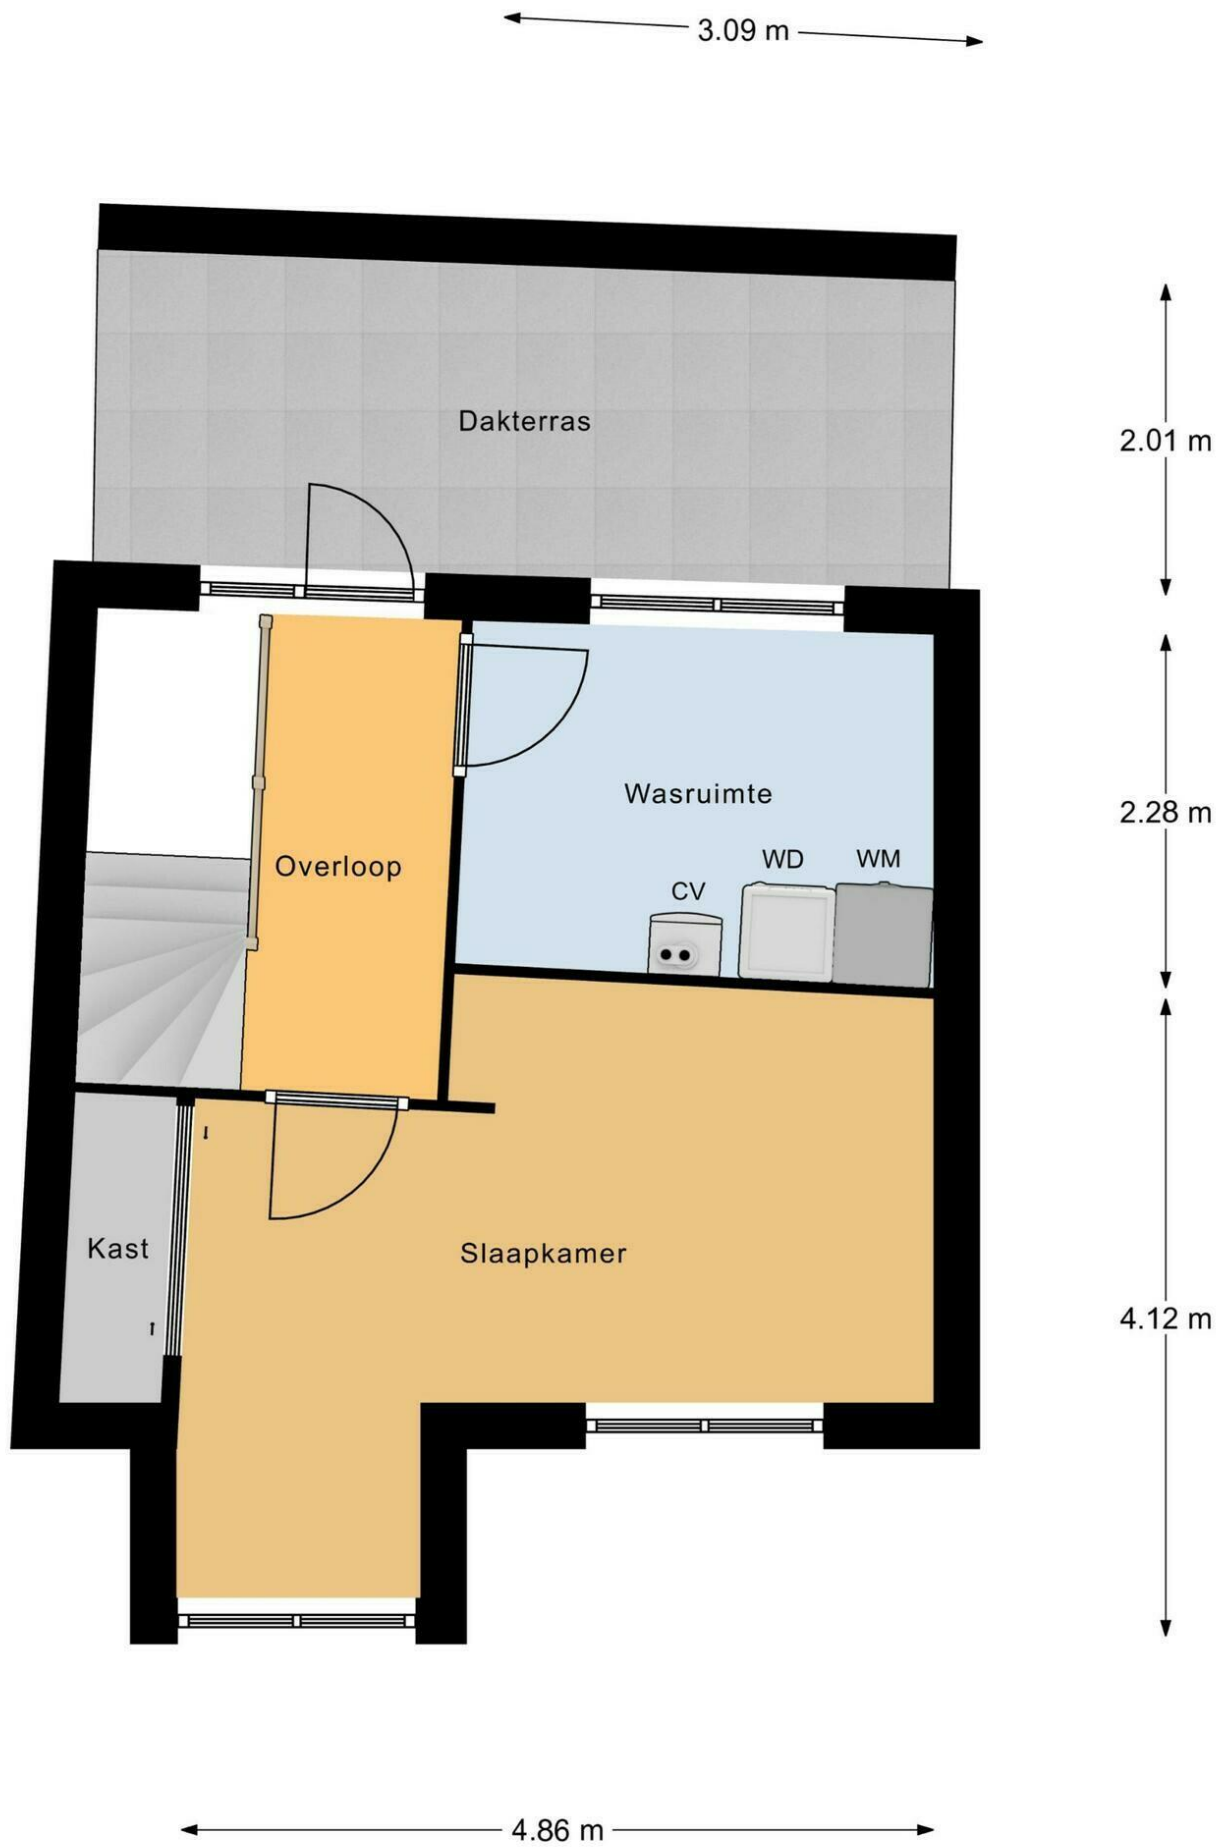 3.09 m
Dakterras
2.01 m
Wasruimte
2.28 m
Overloop
WD
WM
CV
Kast
Slaapkamer
4.12 m
4.86 m